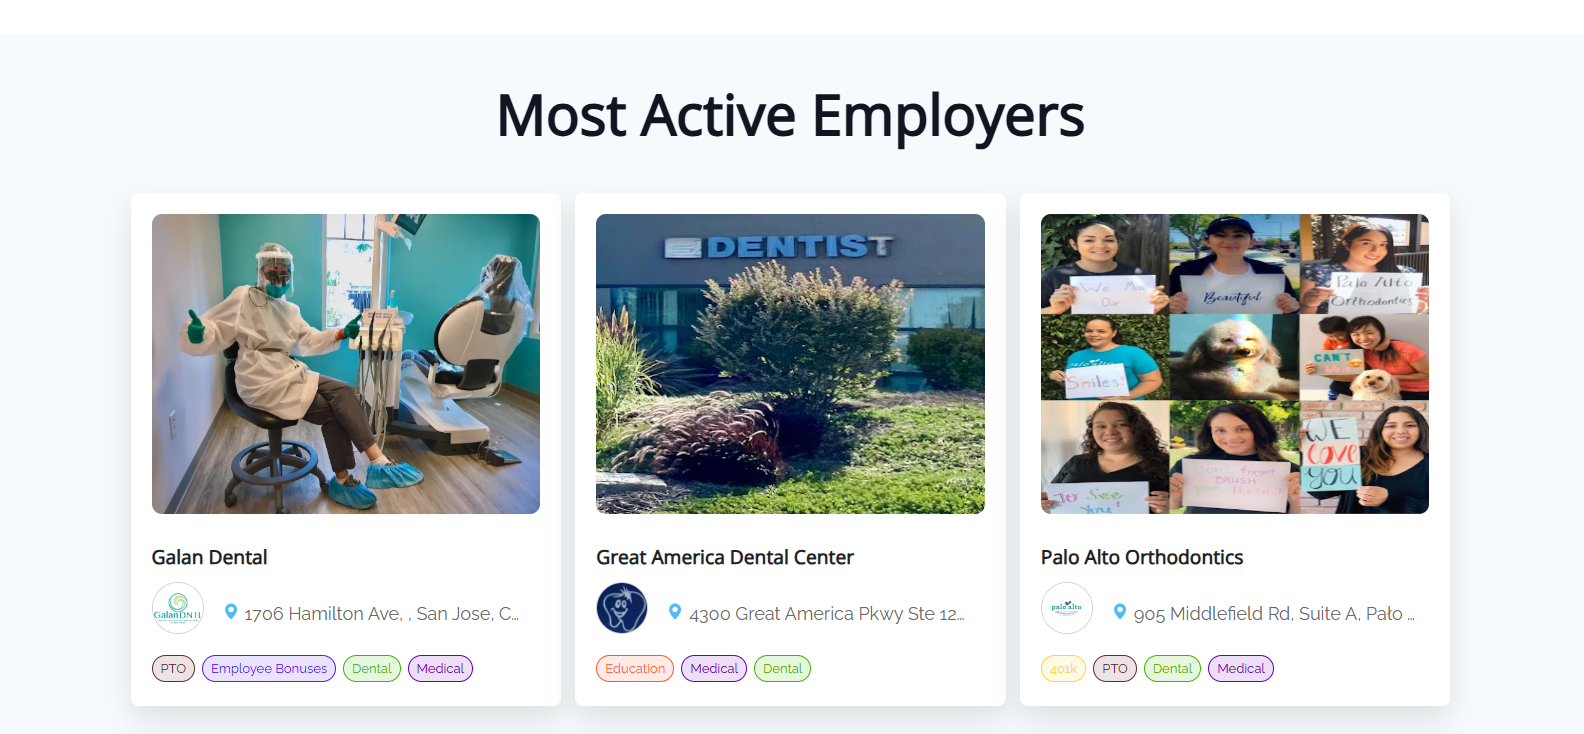 Most Active Employers
DENTIST
We Miss
Our
Beautiful
Palo Alto
Orthodontics
Smiles!
CAN'T
WE
LOVE
YOU
To See
You!
Don't forget
BRUSH
your Teeth
Galan Dental
Galan DNTL
1706 Hamilton Ave, , San Jose, C...
PTO
Employee Bonuses
Dental
Medical
Great America Dental Center
4300 Great America Pkwy Ste 12...
Education
Medical
Dental
Palo Alto Orthodontics
palo alto
905 Middlefield Rd, Suite A, Palo ...
401k
PTO
Dental
Medical